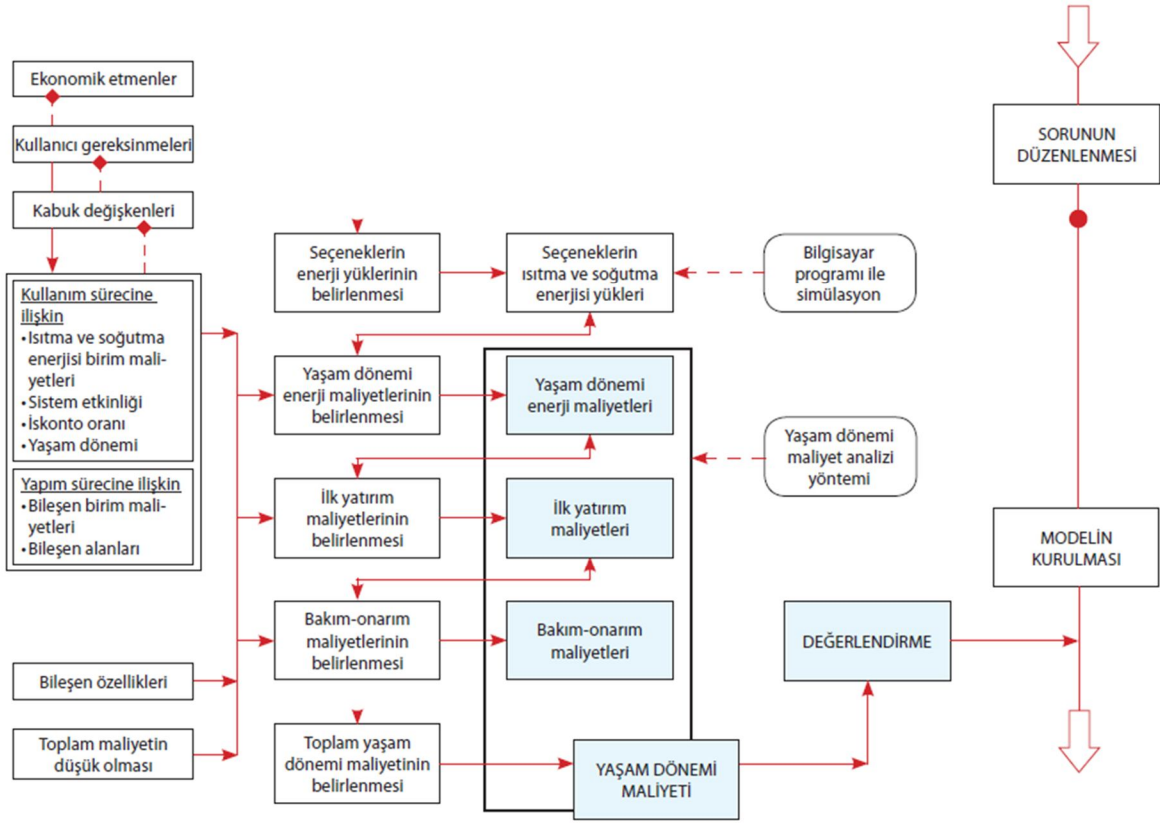 Ekonomik etmenler
Kullanıcı gereksinmeleri
Kabuk değişkenleri
Kullanım sürecine
ilişkin
•Isıtma ve soğutma
enerjisi birim mali-
yetleri
•Sistem etkinliği
•İskonto oranı
•Yaşam dönemi
Yapım sürecine ilişkin
•Bileşen birim mali-
yetleri
•Bileşen alanları
Bileşen özellikleri
Toplam maliyetin
düşük olması
Seçeneklerin
enerji yüklerinin
belirlenmesi
Yaşam dönemi
enerji maliyetlerinin
belirlenmesi
İlk yatırım
maliyetlerinin
belirlenmesi
Bakım-onarım
maliyetlerinin
belirlenmesi
Toplam yaşam
dönemi maliyetinin
belirlenmesi
Seçeneklerin
ısıtma ve soğutma
enerjisi yükleri
Yaşam dönemi
enerji maliyetleri
İlk yatırım
maliyetleri
Bakım-onarım
maliyetleri
YAŞAM DÖNEMİ
MALİYETİ
Bilgisayar
programı ile
simülasyon
Yaşam dönemi
maliyet analizi
yöntemi
DEĞERLENDİRME
SORUNUN
DÜZENLENMESİ
MODELİN
KURULMASI